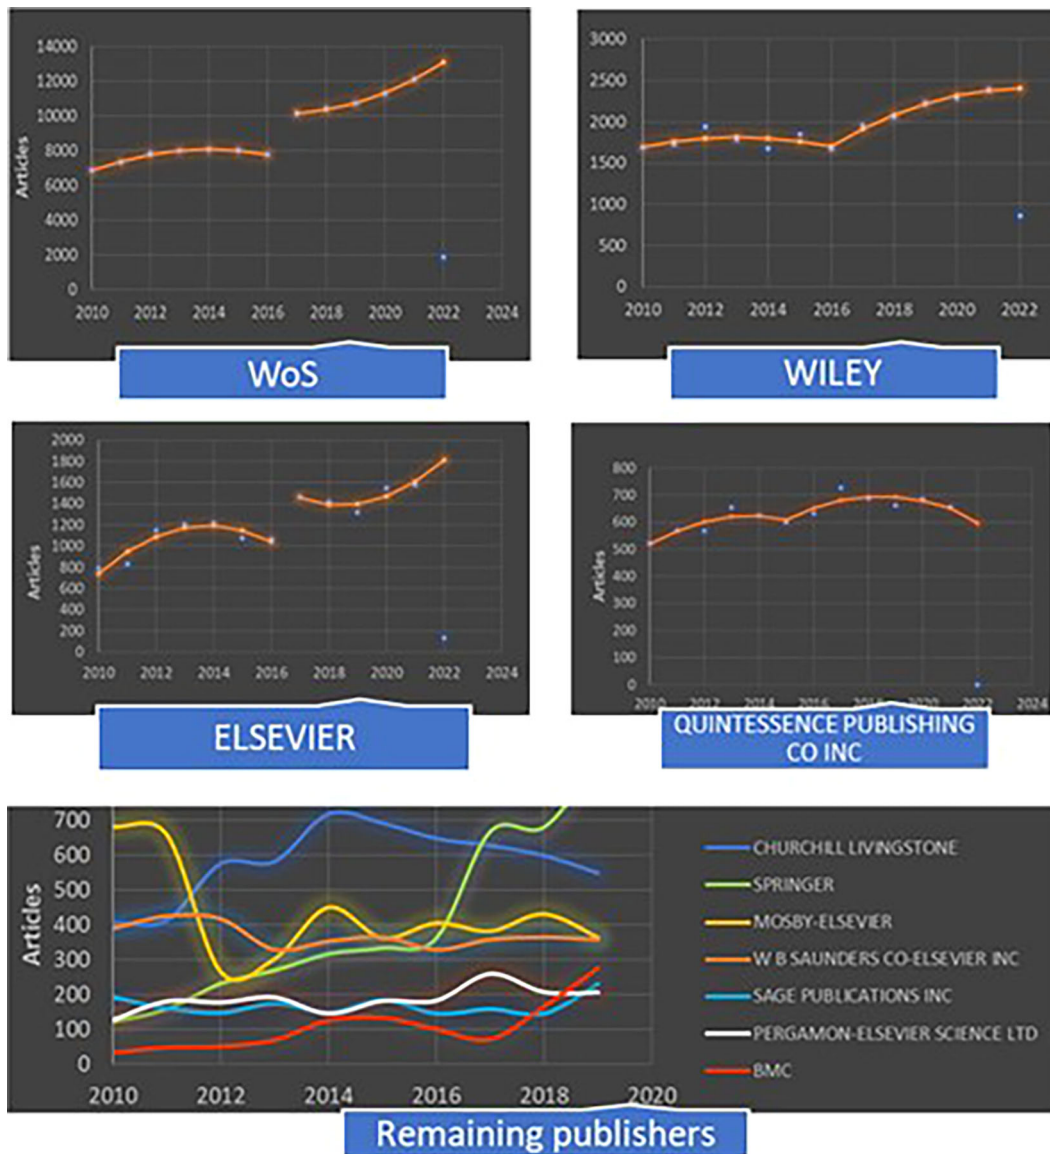 14000
12000
10000
8000
6000
4000
2000
0
Articles
2010 2012 2014 2016 2018 2020 2022 2024
WoS
3000
2500
2000
1500
1000
500
0
2010 2012 2014 2016 2018 2020 2022
WILEY
2000
1800
1600
1400
1200
1000
800
600
400
200
0
Articles
2010 2012 2014 2016 2018 2020 2022 2024
ELSEVIER
800
700
600
500
400
300
200
100
0
Articles
2010 2012 2014 2016 2018 2020 2022 2024
QUINTESSENCE PUBLISHING
CO INC
700
600
500
400
300
200
100
0
Articles
2010 2012 2014 2016 2018 2020
CHURCHILL LIVINGSTONE
SPRINGER
MOSBY-ELSEVIER
W B SAUNDERS CO-ELSEVIER INC
SAGE PUBLICATIONS INC
PERGAMON-ELSEVIER SCIENCE LTD
BMC
Remaining publishers